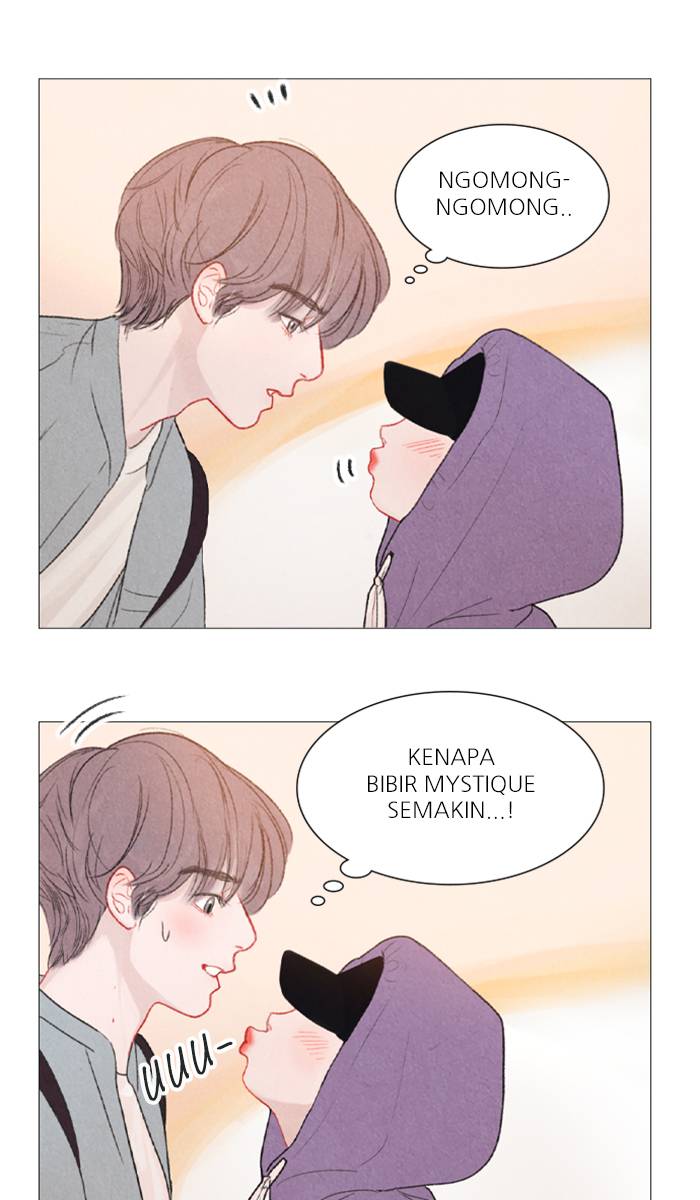 NGOMONG-
NGOMONG..
KENAPA
BIBIR MYSTIQUE
SEMAKIN...!
UUU-